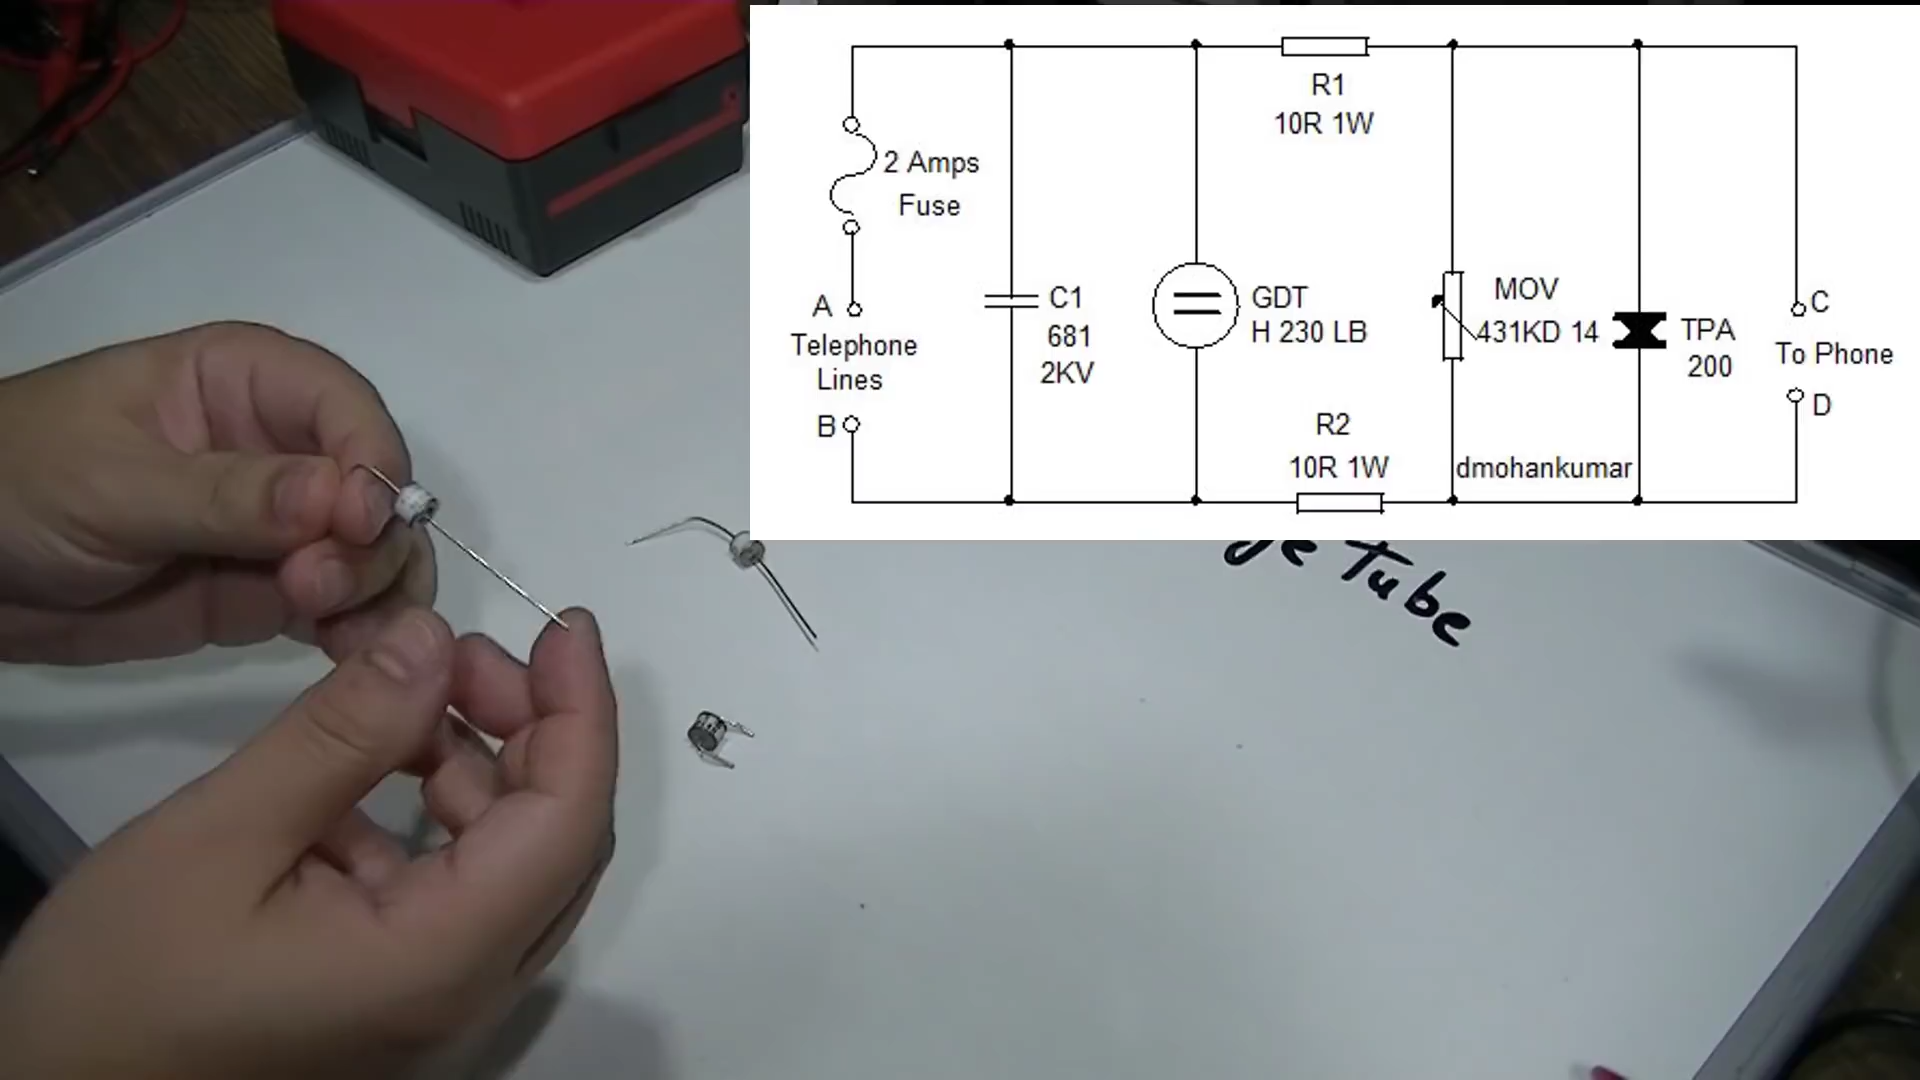 R1
10R 1W
2 Amps
Fuse
A
Telephone
Lines
B
C1
681
2KV
GDT
H 230 LB
MOV
431KD 14
TPA
200
C
To Phone
D
R2
10R 1W
dmohankumar
Tube